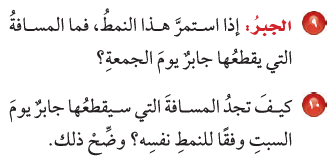 ٩ الجبرُ: إذا استمرَّ هذا النمطُ، فما المسافةُ
التي يقطعُها جابرٌ يومَ الجمعةِ؟
١٠ كيفَ تجدُ المسافةَ التي سيقطعُها جابرٌ يومَ
السبتِ وفقًا للنمطِ نفسِه؟ وضِّحْ ذلك.